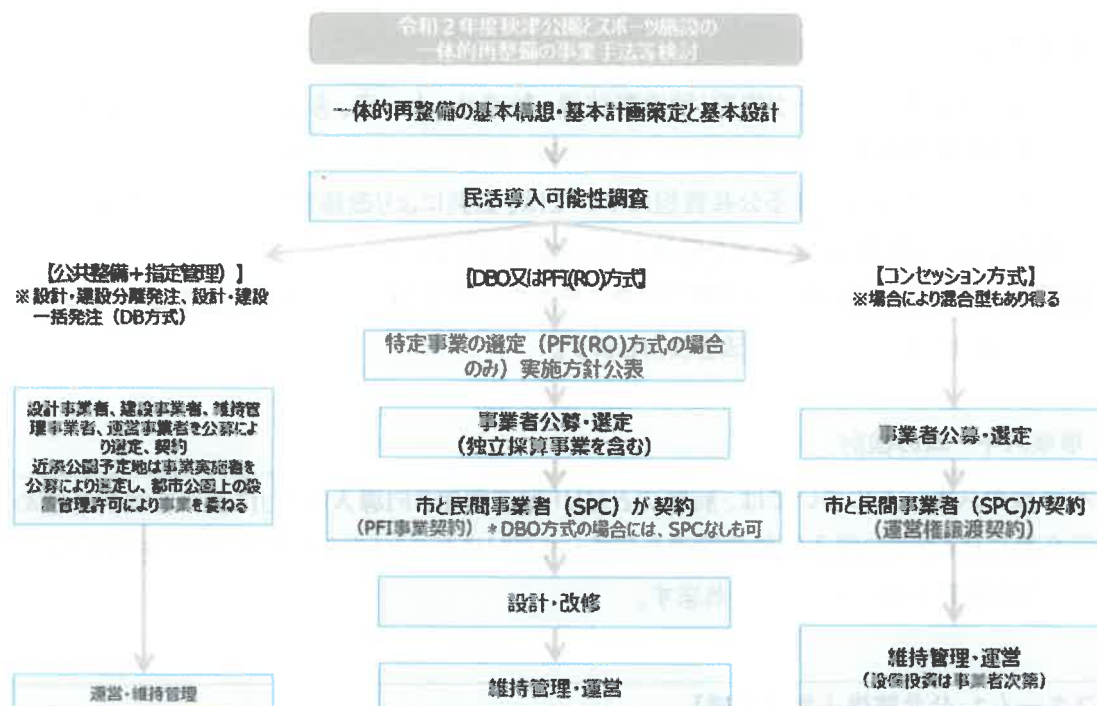 令和2年度秋津公園とスポーツ施設の
一体的再整備の事業手法等検討
一体的再整備の基本構想・基本計画策定と基本設計
民活導入可能性調査
【公共整備+指定管理）】
※設計・建設分離発注、設計・建設
一括発注（DB方式）
設計事業者、建設事業者、維持管
理事業者、運営事業者を公募によ
り選定、契約
近隣公園予定地は事業実施者を
公募により選定し、都市公園上の設
置管理許可により事業を委ねる
運営・維持管理
【DBO又はPFI(RO)方式】
特定事業の選定（PFI(RO)方式の場合
のみ）実施方針公表
事業者公募・選定
(独立採算事業を含む)
市と民間事業者（SPC）が契約
(PFI事業契約）＊DBO方式の場合には、SPCなしも可
設計・改修
維持管理・運営
【コンセッション方式】
※場合により混合型もあり得る
事業者公募・選定
市と民間事業者（SPC)が契約
(運営権譲渡契約)
維持管理・運営
(設備投資は事業者次第)